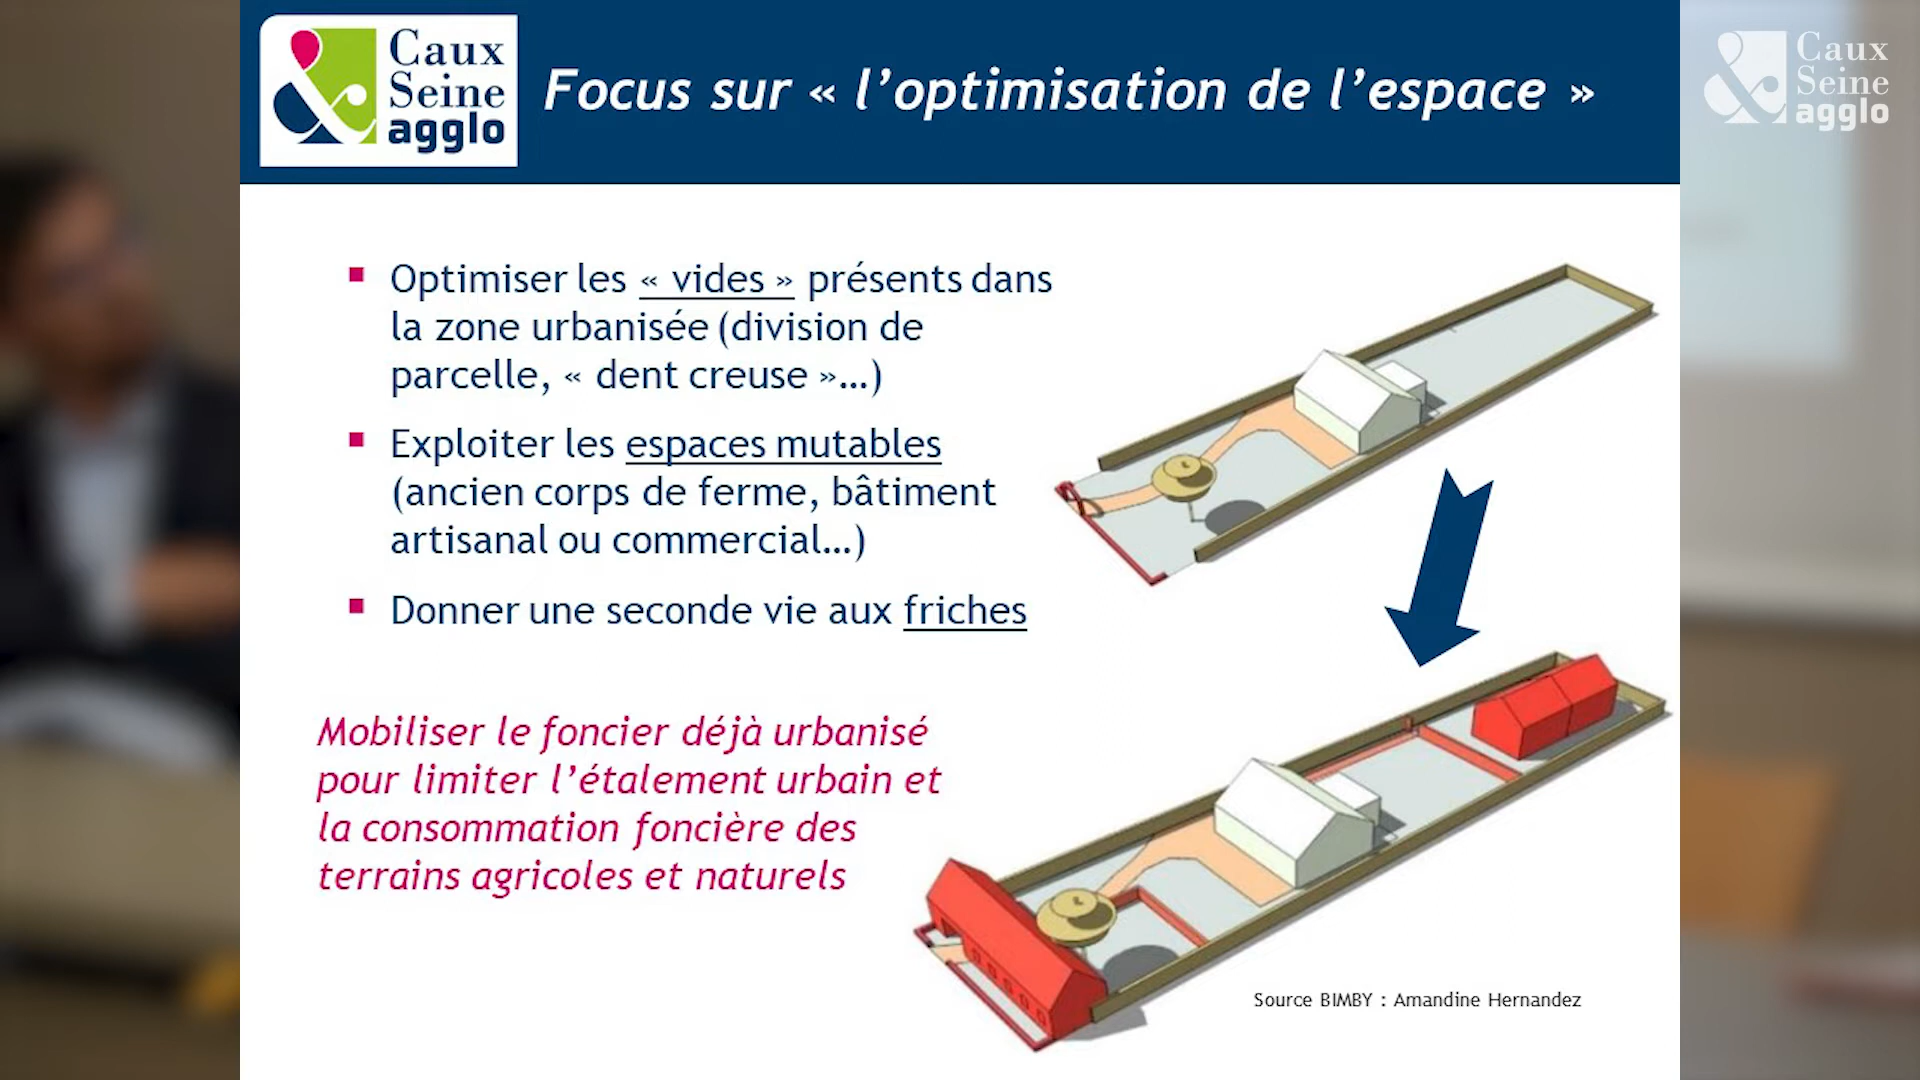 Caux
Seine
agglo
Focus sur « l’optimisation de l’espace »
Caux
Seine
agglo
Optimiser les « vides » présents dans
la zone urbanisée (division de
parcelle, « dent creuse »…)
Exploiter les espaces mutables
(ancien corps de ferme, bâtiment
artisanal ou commercial…)
Donner une seconde vie aux friches
Mobiliser le foncier déjà urbanisé
pour limiter l’étalement urbain et
la consommation foncière des
terrains agricoles et naturels
Source BIMBY : Amandine Hernandez